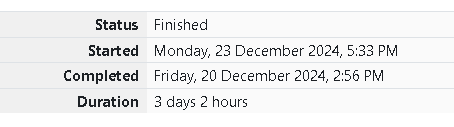 Status Finished
Started Monday, 23 December 2024, 5:33 PM
Completed Friday, 20 December 2024, 2:56 PM
Duration 3 days 2 hours